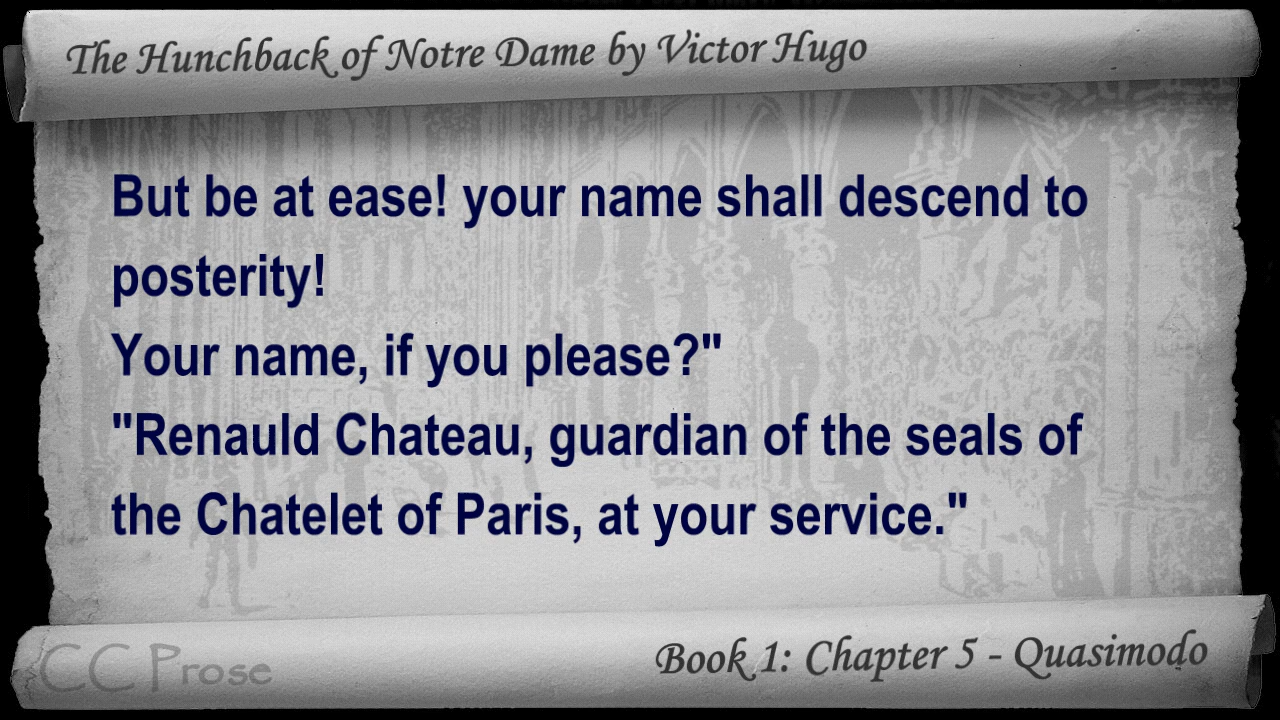 The Hunchback of Notre Dame by Victor Hugo
But be at ease! your name shall descend to
posterity!
Your name, if you please?"
"Renauld Chateau, guardian of the seals of
the Chatelet of Paris, at your service."
CC Prose
Book 1: Chapter 5 - Quasimodo